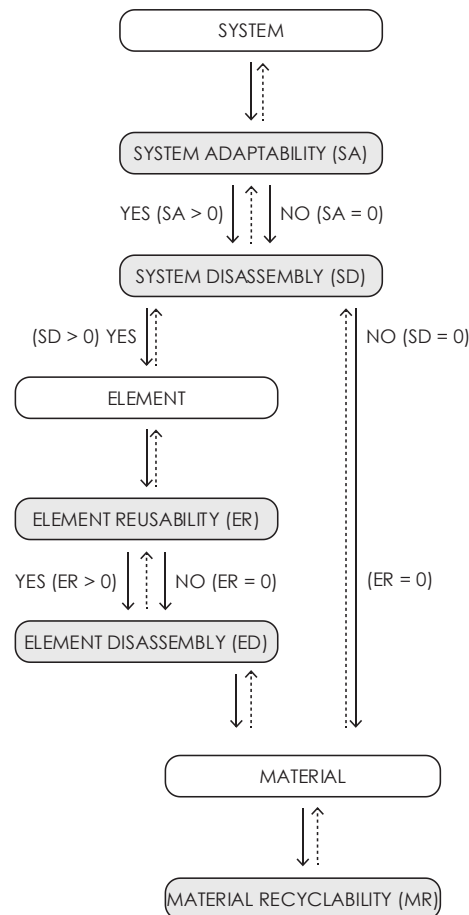 SYSTEM
SYSTEM ADAPTABILITY (SA)
YES (SA > 0)
NO (SA = 0)
SYSTEM DISASSEMBLY (SD)
(SD > 0) YES
NO (SD = 0)
ELEMENT
ELEMENT REUSABILITY (ER)
YES (ER > 0)
NO (ER = 0)
(ER = 0)
ELEMENT DISASSEMBLY (ED)
MATERIAL
MATERIAL RECYCLABILITY (MR)